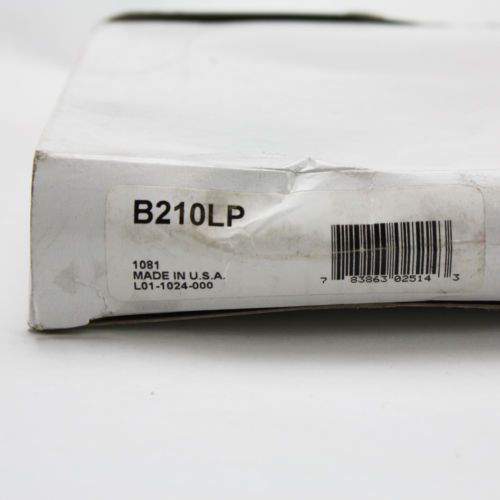 B210LP
1081
MADE IN U.S.A.
L01-1024-000
7 83863 02514 3